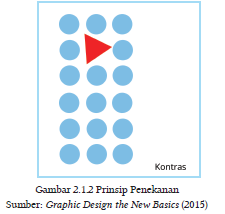 Kontras
Gambar 2.1.2 Prinsip Penekanan
Sumber: Graphic Design the New Basics (2015)